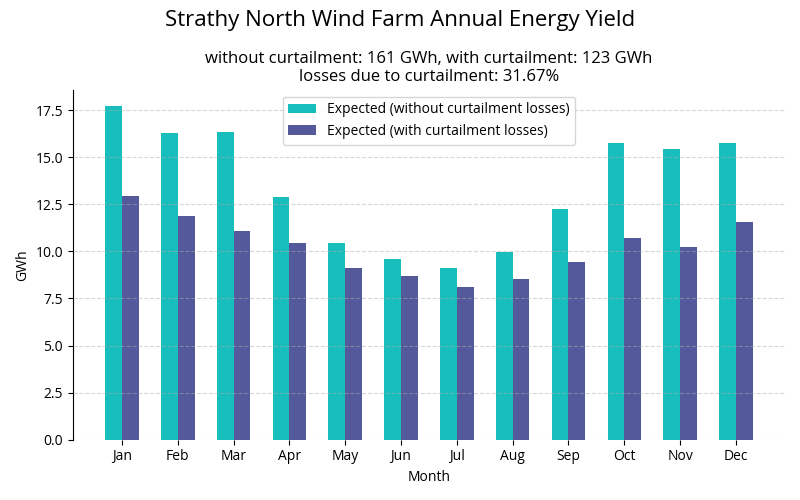 Strathy North Wind Farm Annual Energy Yield
without curtailment: 161 GWh, with curtailment: 123 GWh
losses due to curtailment: 31.67%
Expected (without curtailment losses)
Expected (with curtailment losses)
GWh
17.5
15.0
12.5
10.0
7.5
5.0
2.5
0.0
Jan Feb Mar Apr May Jun Jul Aug Sep Oct Nov Dec
Month